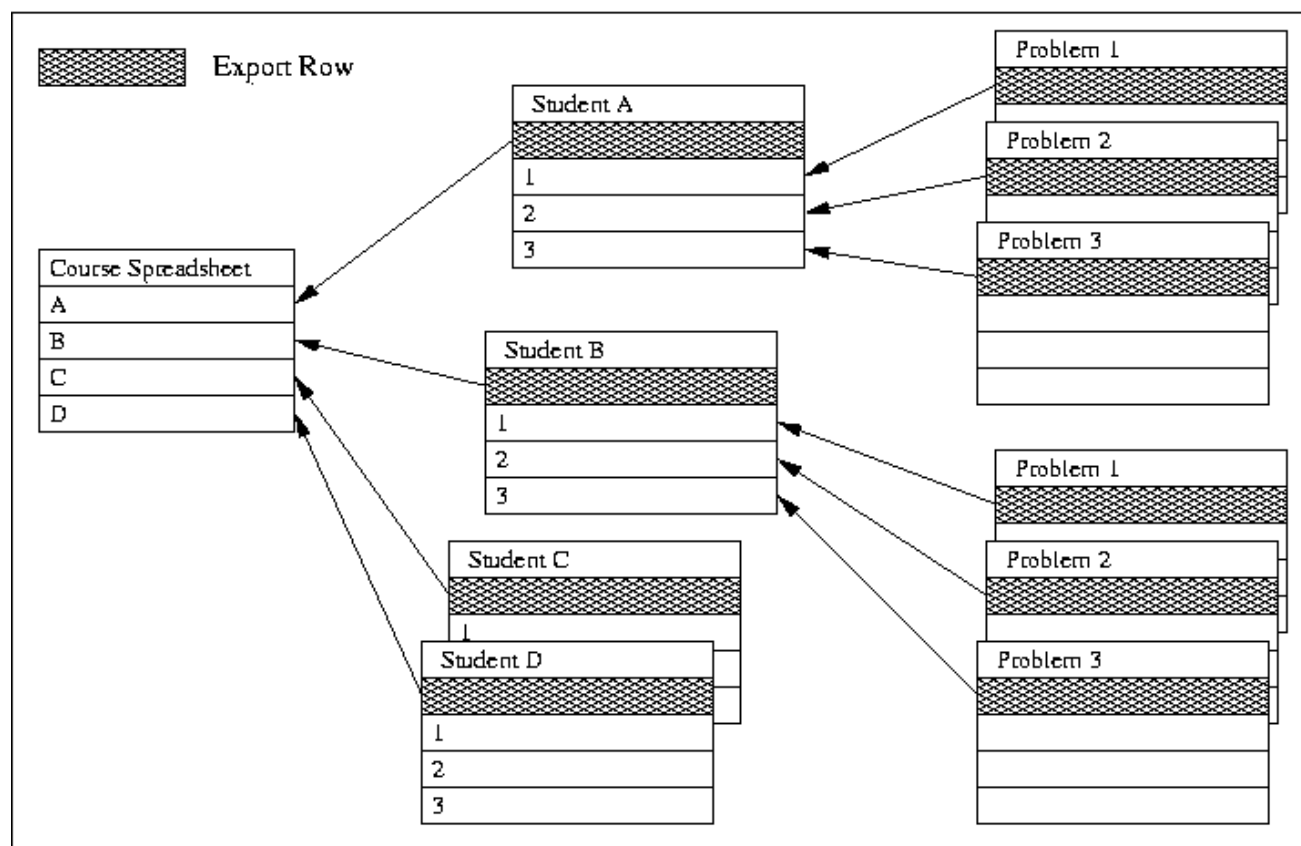 Export Row
Course Spreadsheet
A
B
C
D
Student A
1
2
3
Student B
1
2
3
Student C
1
Student D
1
2
3
Problem 1
Problem 2
Problem 3
Problem 1
Problem 2
Problem 3